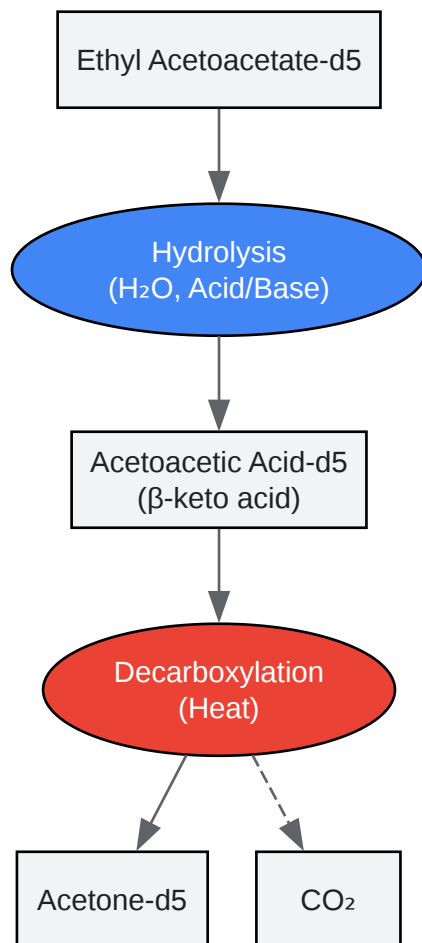 Ethyl Acetoacetate-d5
Hydrolysis
(H₂O, Acid/Base)
Acetoacetic Acid-d5
(β-keto acid)
Decarboxylation
(Heat)
Acetone-d5
CO₂